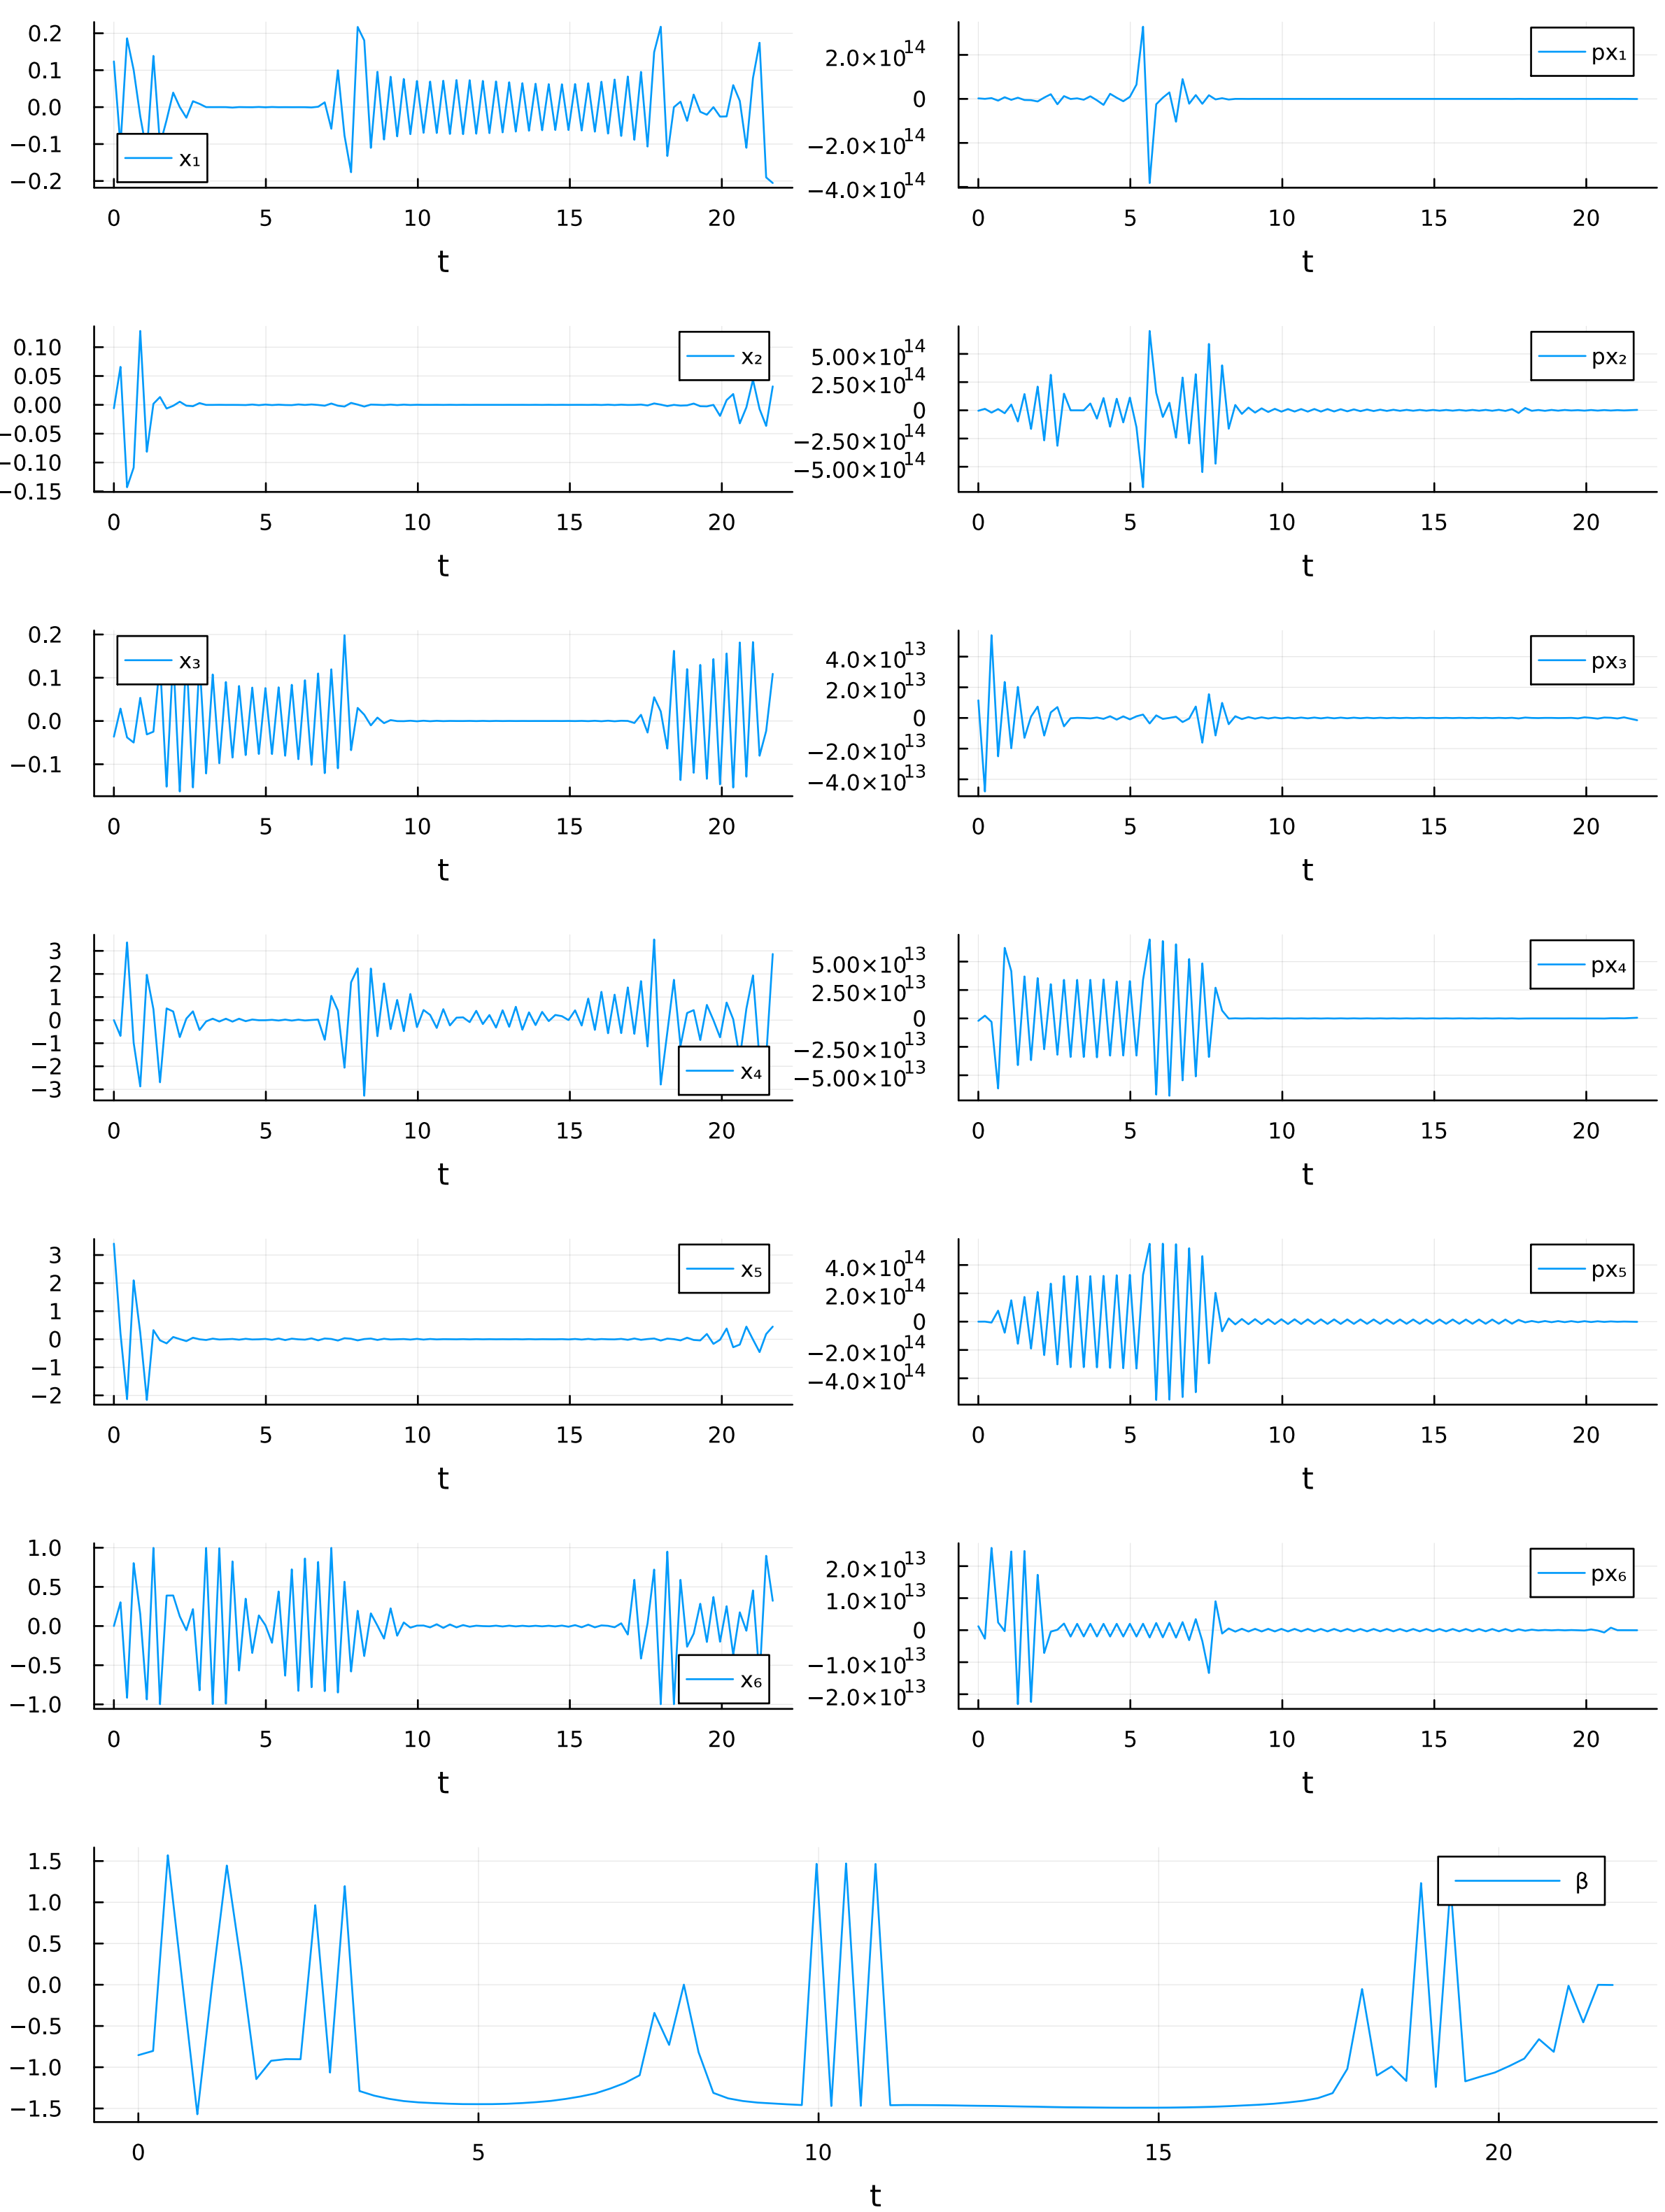 0.2
0.1
0.0
−0.1
−0.2
x₁
0 5 10 15 20
t
2.0×10¹⁴
0
−2.0×10¹⁴
−4.0×10¹⁴
px₁
0 5 10 15 20
t
0.10
0.05
0.00
−0.05
−0.10
−0.15
x₂
0 5 10 15 20
t
5.00×10¹⁴
2.50×10¹⁴
0
−2.50×10¹⁴
−5.00×10¹⁴
px₂
0 5 10 15 20
t
0.2
0.1
0.0
−0.1
x₃
0 5 10 15 20
t
4.0×10¹³
2.0×10¹³
0
−2.0×10¹³
−4.0×10¹³
px₃
0 5 10 15 20
t
3
2
1
0
−1
−2
−3
x₄
0 5 10 15 20
t
5.00×10¹³
2.50×10¹³
0
−2.50×10¹³
−5.00×10¹³
px₄
0 5 10 15 20
t
3
2
1
0
−1
−2
x₅
0 5 10 15 20
t
4.0×10¹⁴
2.0×10¹⁴
0
−2.0×10¹⁴
−4.0×10¹⁴
px₅
0 5 10 15 20
t
1.0
0.5
0.0
−0.5
−1.0
x₆
0 5 10 15 20
t
2.0×10¹³
1.0×10¹³
0
−1.0×10¹³
−2.0×10¹³
px₆
0 5 10 15 20
t
1.5
1.0
0.5
0.0
−0.5
−1.0
−1.5
β
0 5 10 15 20
t